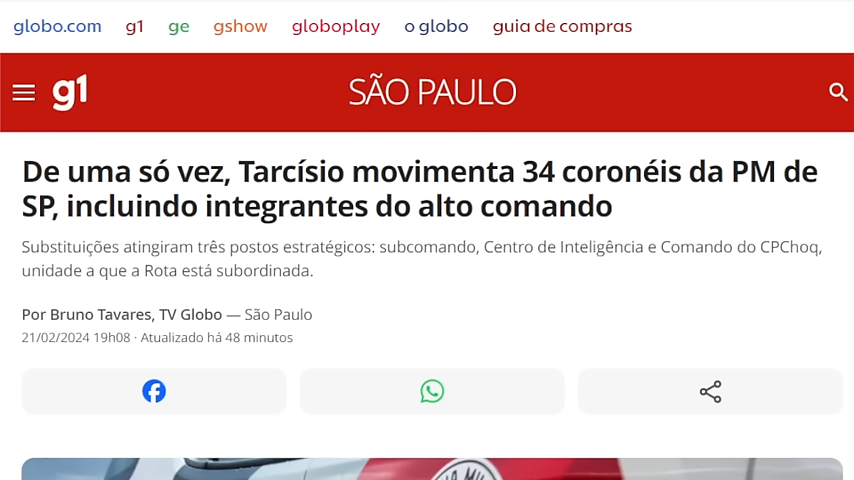 globo.com g1 ge gshow globoplay o globo guia de compras
g1 SÃO PAULO
De uma só vez, Tarcísio movimenta 34 coronéis da PM de
SP, incluindo integrantes do alto comando
Substituições atingiram três postos estratégicos: subcomando, Centro de Inteligência e Comando do CPChoq,
unidade a que a Rota está subordinada.
Por Bruno Tavares, TV Globo — São Paulo
21/02/2024 19h08 · Atualizado há 48 minutos